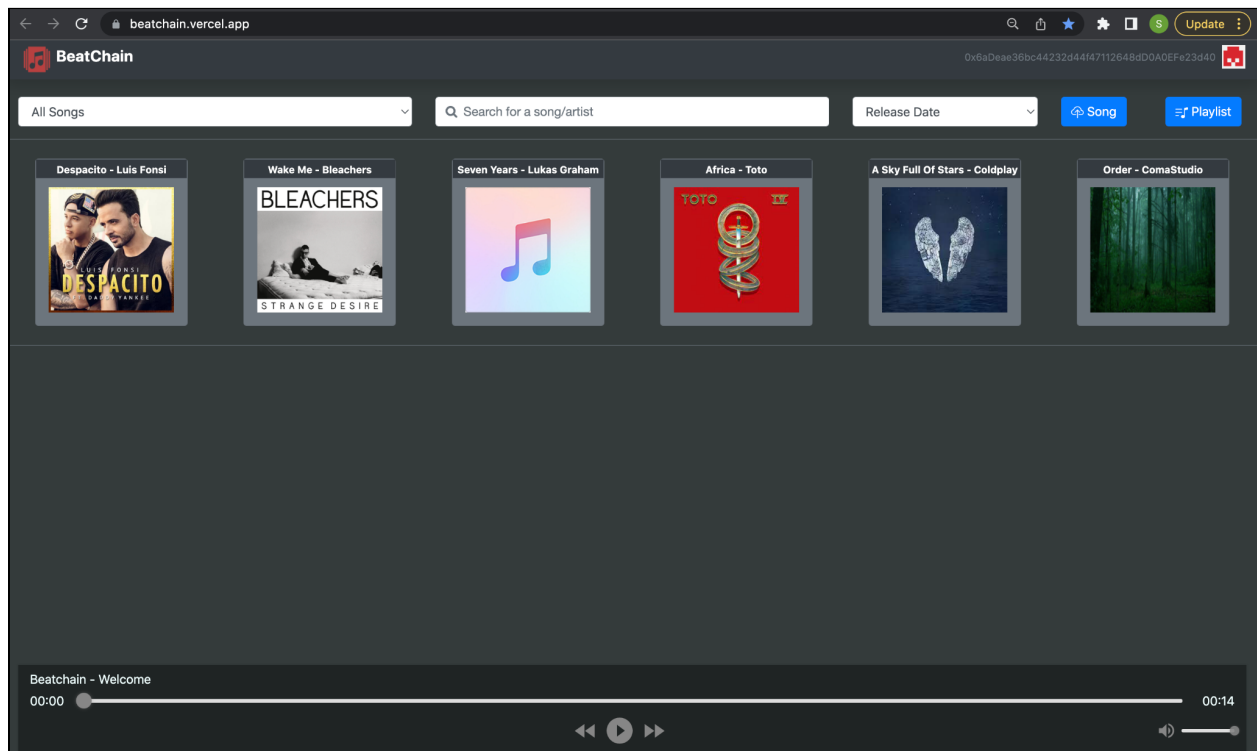 beatchain.vercel.app
S
Update
BeatChain
0x6aDeae36bc44232d44f47112648dD0A0EFe23d40
All Songs
Search for a song/artist
Release Date
Song
Playlist
Despacito - Luis Fonsi
Wake Me - Bleachers
Seven Years - Lukas Graham
Africa - Toto
A Sky Full Of Stars - Coldplay
Order - ComaStudio
LUIS FONSI
DESPACITO
DADDY YANKEE
BLEACHERS
STRANGE DESIRE
TOTO IV
Beatchain - Welcome
00:00
00:14